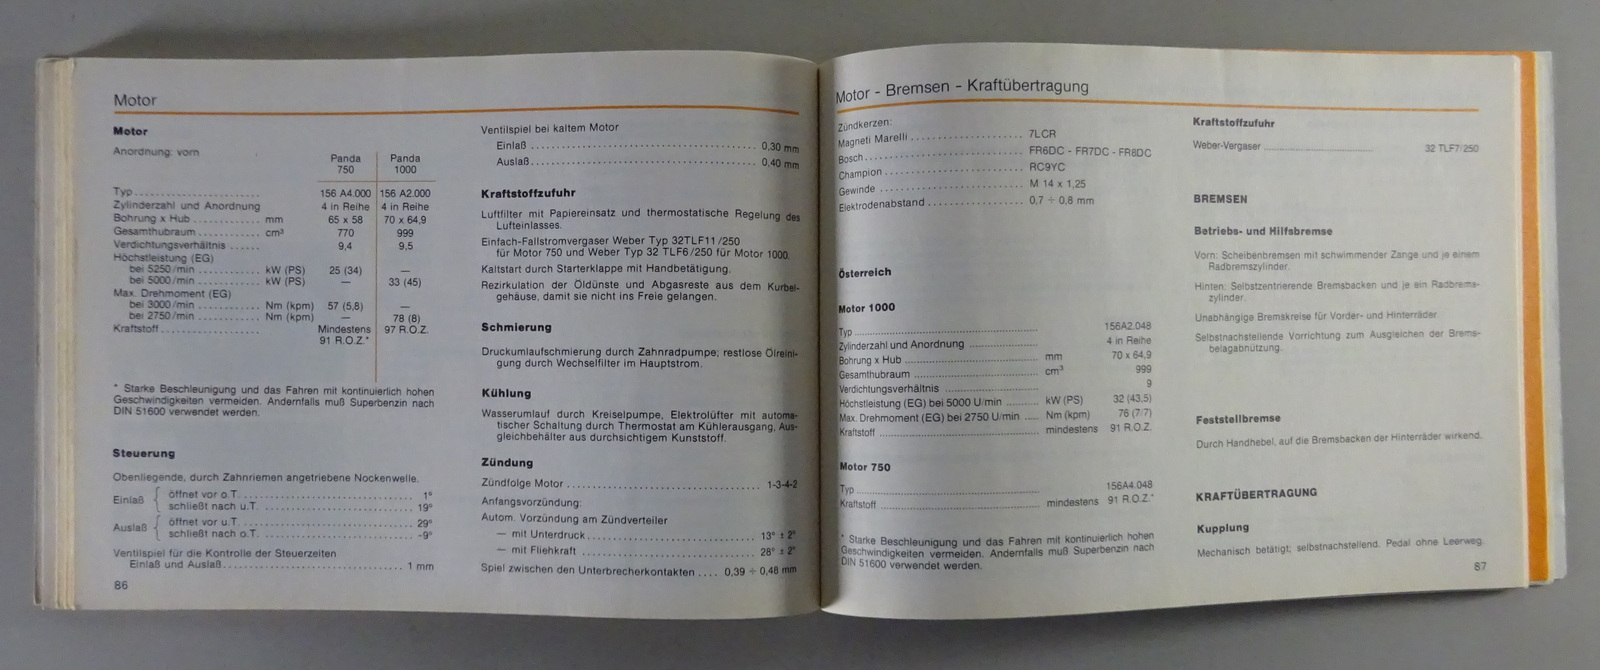 Motor
Motor
Anordnung: vorn
Panda 750 Panda 1000
Typ 156 A4.000 156 A2.000
Zylinderzahl und Anordnung 4 in Reihe 4 in Reihe
Bohrung x Hub mm 65 x 58 70 x 64,9
Gesamthubraum cm³ 770 999
Verdichtungsverhältnis 9,4 9,5
Höchstleistung (EG)
bei 5250/min kW (PS) 25 (34) —
bei 5000/min kW (PS) — 33 (45)
Max. Drehmoment (EG)
bei 3000/min Nm (kpm) 57 (5,8) —
bei 2750/min Nm (kpm) — 78 (8)
Kraftstoff Mindestens 97 R.O.Z.
91 R.O.Z.*
* Starke Beschleunigung und das Fahren mit kontinuierlich hohen
Geschwindigkeiten vermeiden. Andernfalls muß Superbenzin nach
DIN 51600 verwendet werden.
Steuerung
Obenliegende, durch Zahnriemen angetriebene Nockenwelle.
Einlaß { öffnet vor o.T. 1°
schließt nach u.T. 19°
Auslaß { öffnet vor u.T. 29°
schließt nach o.T. -9°
Ventilspiel für die Kontrolle der Steuerzeiten
Einlaß und Auslaß 1 mm
86
Ventilspiel bei kaltem Motor
Einlaß 0,30 mm
Auslaß 0,40 mm
Kraftstoffzufuhr
Luftfilter mit Papiereinsatz und thermostatische Regelung des
Lufteinlasses.
Einfach-Fallstromvergaser Weber Typ 32TLF11/250
für Motor 750 und Weber Typ 32 TLF6/250 für Motor 1000.
Kaltstart durch Starterklappe mit Handbetätigung.
Rezirkulation der Öldünste und Abgasreste aus dem Kurbel-
gehäuse, damit sie nicht ins Freie gelangen.
Schmierung
Druckumlaufschmierung durch Zahnradpumpe; restlose Ölreini-
gung durch Wechselfilter im Hauptstrom.
Kühlung
Wasserumlauf durch Kreiselpumpe, Elektrolüfter mit automa-
tischer Schaltung durch Thermostat am Kühlerausgang, Aus-
gleichbehälter aus durchsichtigem Kunststoff.
Zündung
Zündfolge Motor 1-3-4-2
Anfangsvorzündung:
Autom. Vorzündung am Zündverteiler
— mit Unterdruck 13° ± 2°
— mit Fliehkraft 28° ± 2°
Spiel zwischen den Unterbrecherkontakten .... 0,39 ÷ 0,48 mm
Motor - Bremsen - Kraftübertragung
Zündkerzen:
Magneti Marelli 7LCR
Bosch FR6DC - FR7DC - FR8DC
Champion RC9YC
Gewinde M 14 x 1,25
Elektrodenabstand 0,7 ÷ 0,8 mm
Österreich
Motor 1000
Typ 156A2.048
Zylinderzahl und Anordnung 4 in Reihe
Bohrung x Hub mm 70 x 64,9
Gesamthubraum cm³ 999
Verdichtungsverhältnis 9
Höchstleistung (EG) bei 5000 U/min kW (PS) 32 (43,5)
Max. Drehmoment (EG) bei 2750 U/min Nm (kpm) 76 (7/7)
Kraftstoff mindestens 91 R.O.Z.
Motor 750
Typ 156A4.048
Kraftstoff mindestens 91 R.O.Z.*
* Starke Beschleunigung und das Fahren mit kontinuierlich hohen
Geschwindigkeiten vermeiden. Andernfalls muß Superbenzin nach
DIN 51600 verwendet werden.
Kraftstoffzufuhr
Weber-Vergaser 32 TLF7/250
BREMSEN
Betriebs- und Hilfsbremse
Vorn: Scheibenbremsen mit schwimmender Zange und je einem
Radbremszylinder.
Hinten: Selbstzentrierende Bremsbacken und je ein Radbrems-
zylinder.
Unabhängige Bremskreise für Vorder- und Hinterräder
Selbstnachstellende Vorrichtung zum Ausgleichen der Brems-
belagabnützung.
Feststellbremse
Durch Handhebel, auf die Bremsbacken der Hinterräder wirkend.
KRAFTÜBERTRAGUNG
Kupplung
Mechanisch betätigt; selbstnachstellend. Pedal ohne Leerweg.
87